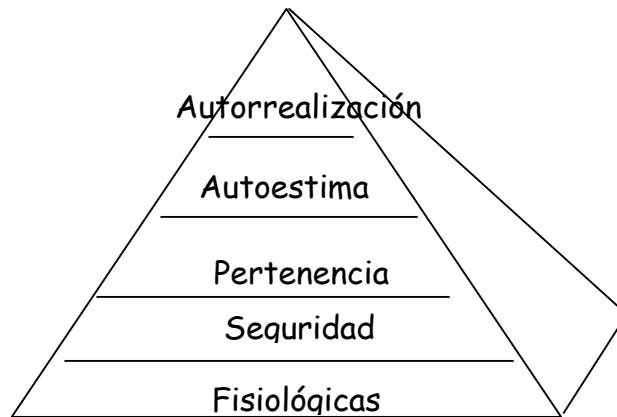 Autorrealización
Autoestima
Pertenencia
Seguridad
Fisiológicas